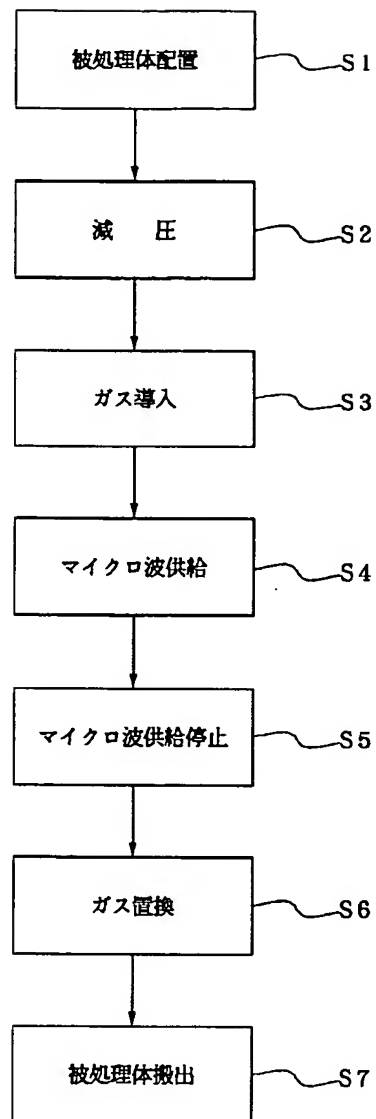 被処理体配置 S1
減 圧 S2
ガス導入 S3
マイクロ波供給 S4
マイクロ波供給停止 S5
ガス置換 S6
被処理体搬出 S7